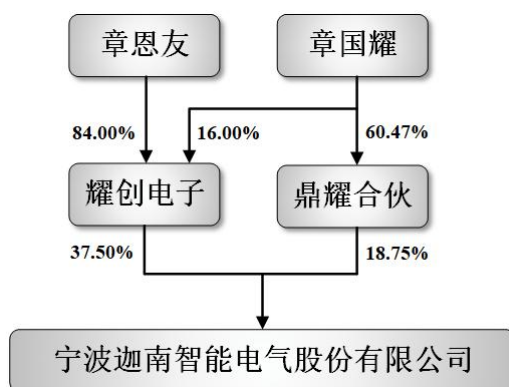 章恩友
章国耀
84.00%
16.00%
60.47%
耀创电子
鼎耀合伙
37.50%
18.75%
宁波迦南智能电气股份有限公司